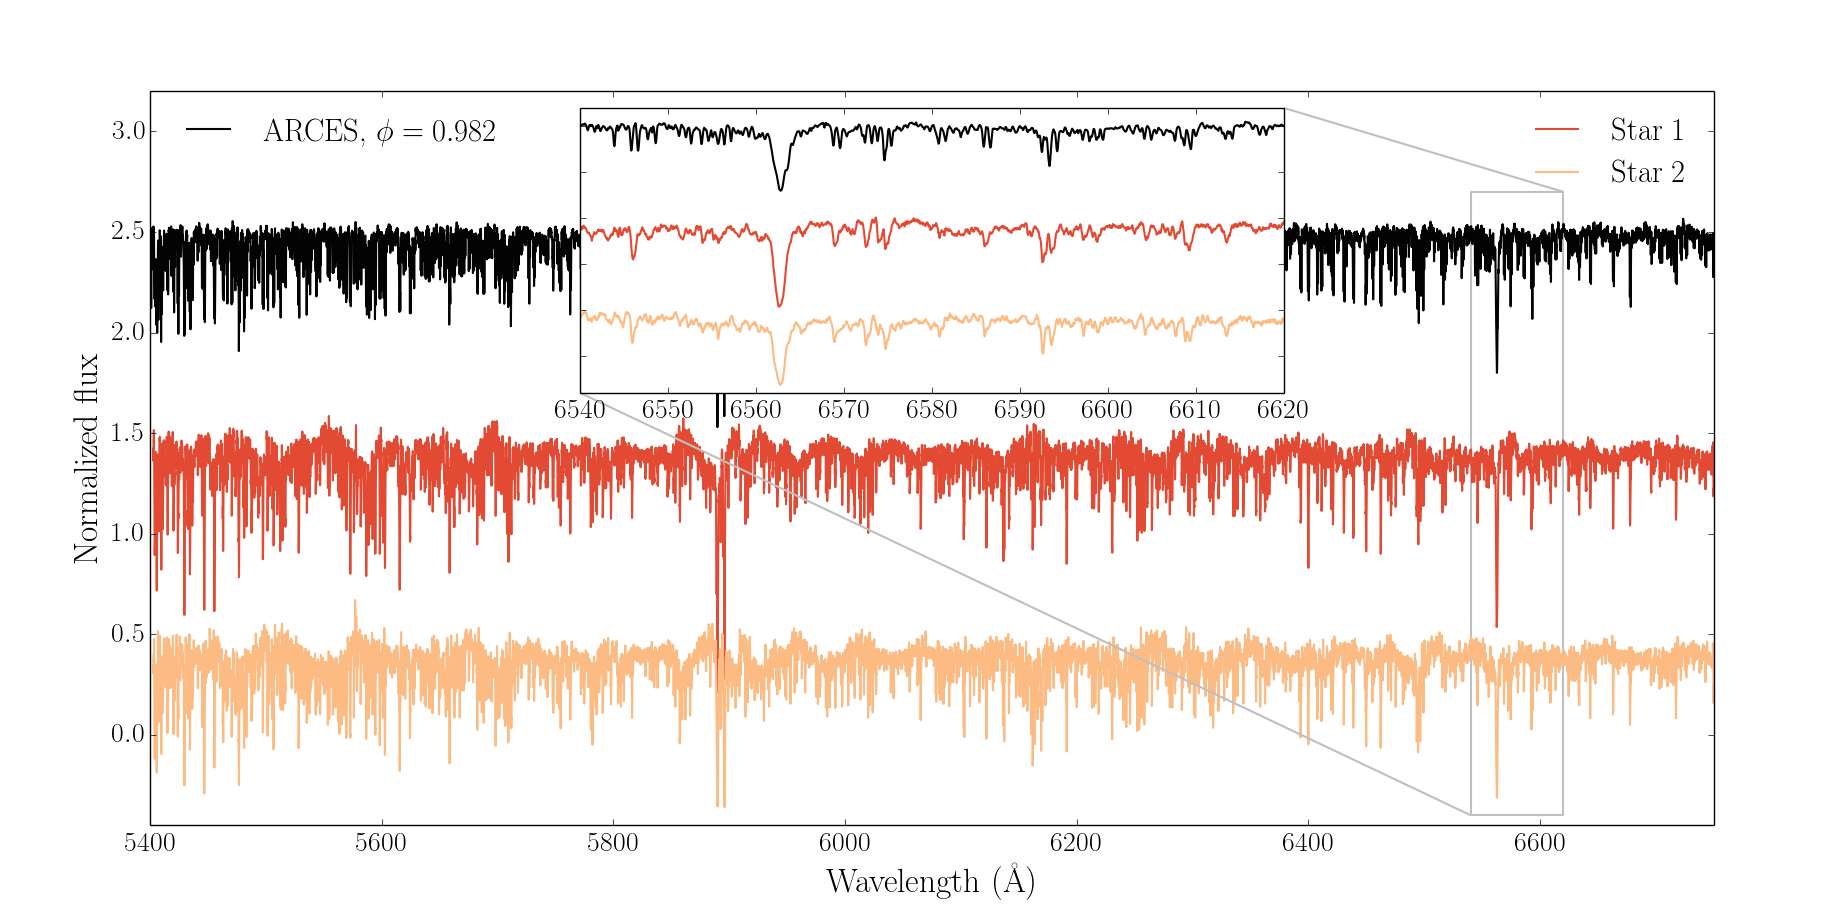 ARCES, ϕ = 0.982
Star 1
Star 2
3.0
2.5
2.0
1.5
1.0
0.5
0.0
Normalized flux
6540 6550 6560 6570 6580 6590 6600 6610 6620
5400 5600 5800 6000 6200 6400 6600
Wavelength (Å)